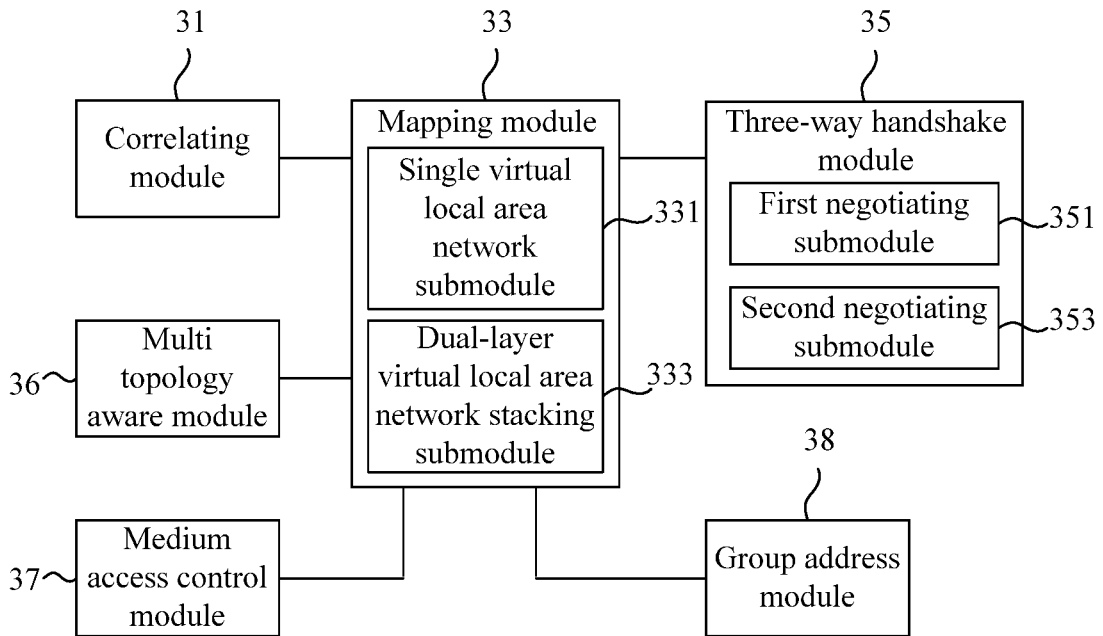 31
33
35
Correlating
module
Mapping module
Single virtual
local area
network
submodule
331
Three-way handshake
module
First negotiating
submodule
351
Second negotiating
submodule
353
36
Multi
topology
aware module
Dual-layer
virtual local area
network stacking
submodule
333
37
Medium
access control
module
38
Group address
module